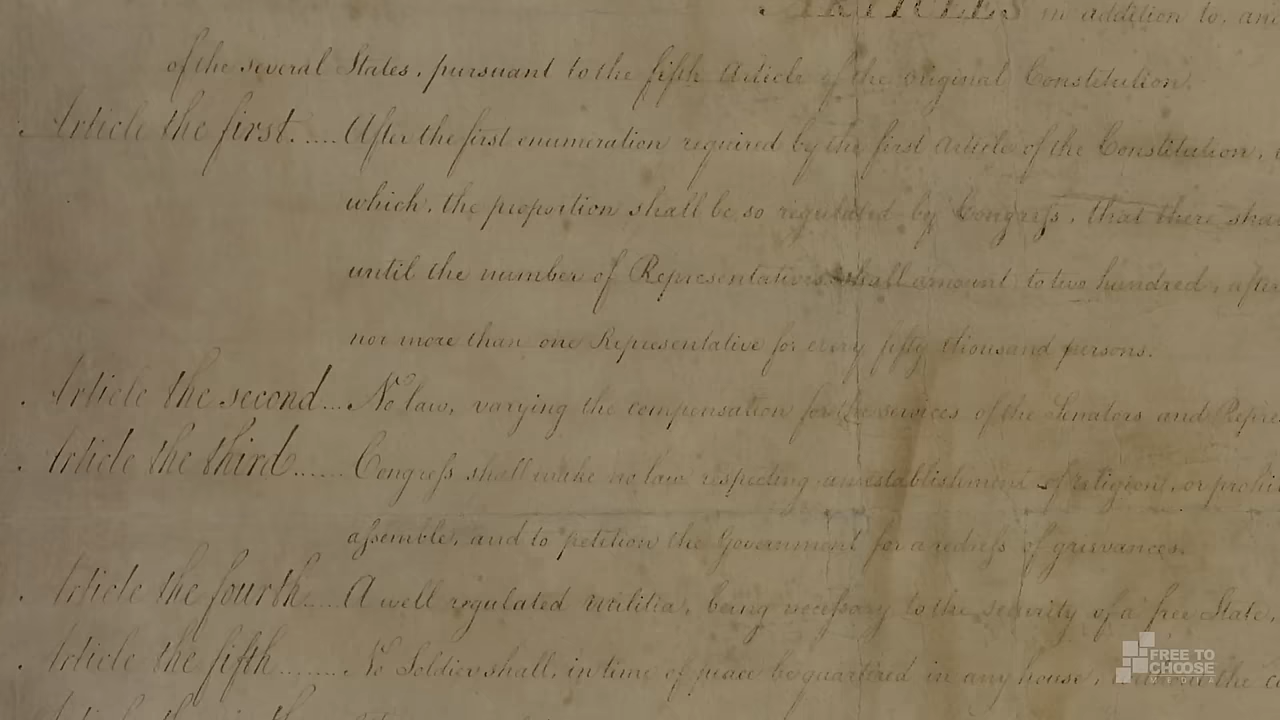 ARTICLES in addition to, an
of the several States, pursuant to the fifth Article of the original Constitution.
Article the first..... After the first enumeration required by the first Article of the Constitution,
which, the proportion shall be so regulated by Congress, that there sha
until the number of Representatives shall amount to two hundred, after
nor more than one Representative for every fifty thousand persons.
Article the second... No law, varying the compensation for the services of the Senators and Repre
Article the third...... Congress shall make no law respecting an establishment of religion, or prohi
assemble, and to petition the Government for a redress of grievances.
Article the fourth..... A well regulated militia, being necessary to the security of a free State,
Article the fifth........ No Soldier shall, in time of peace be quartered in any house, the c
FREE TO
CHOOSE
MEDIA